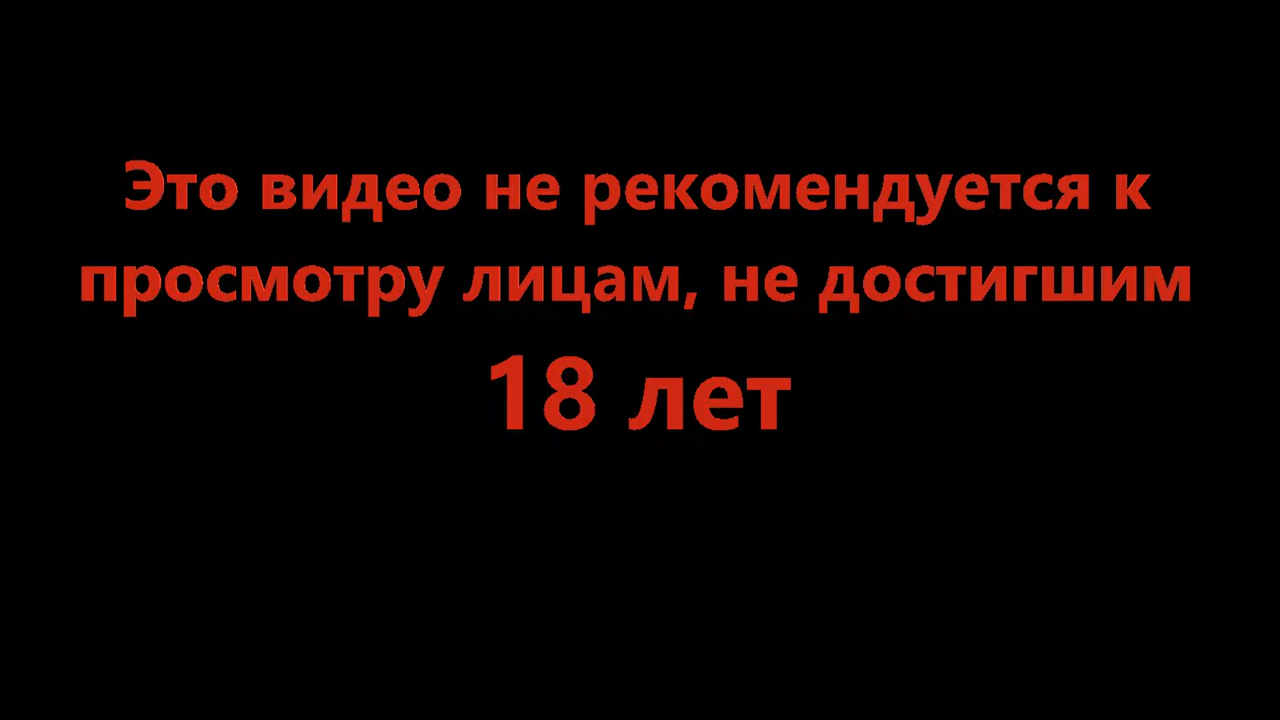 Это видео не рекомендуется к
просмотру лицам, не достигшим
18 лет